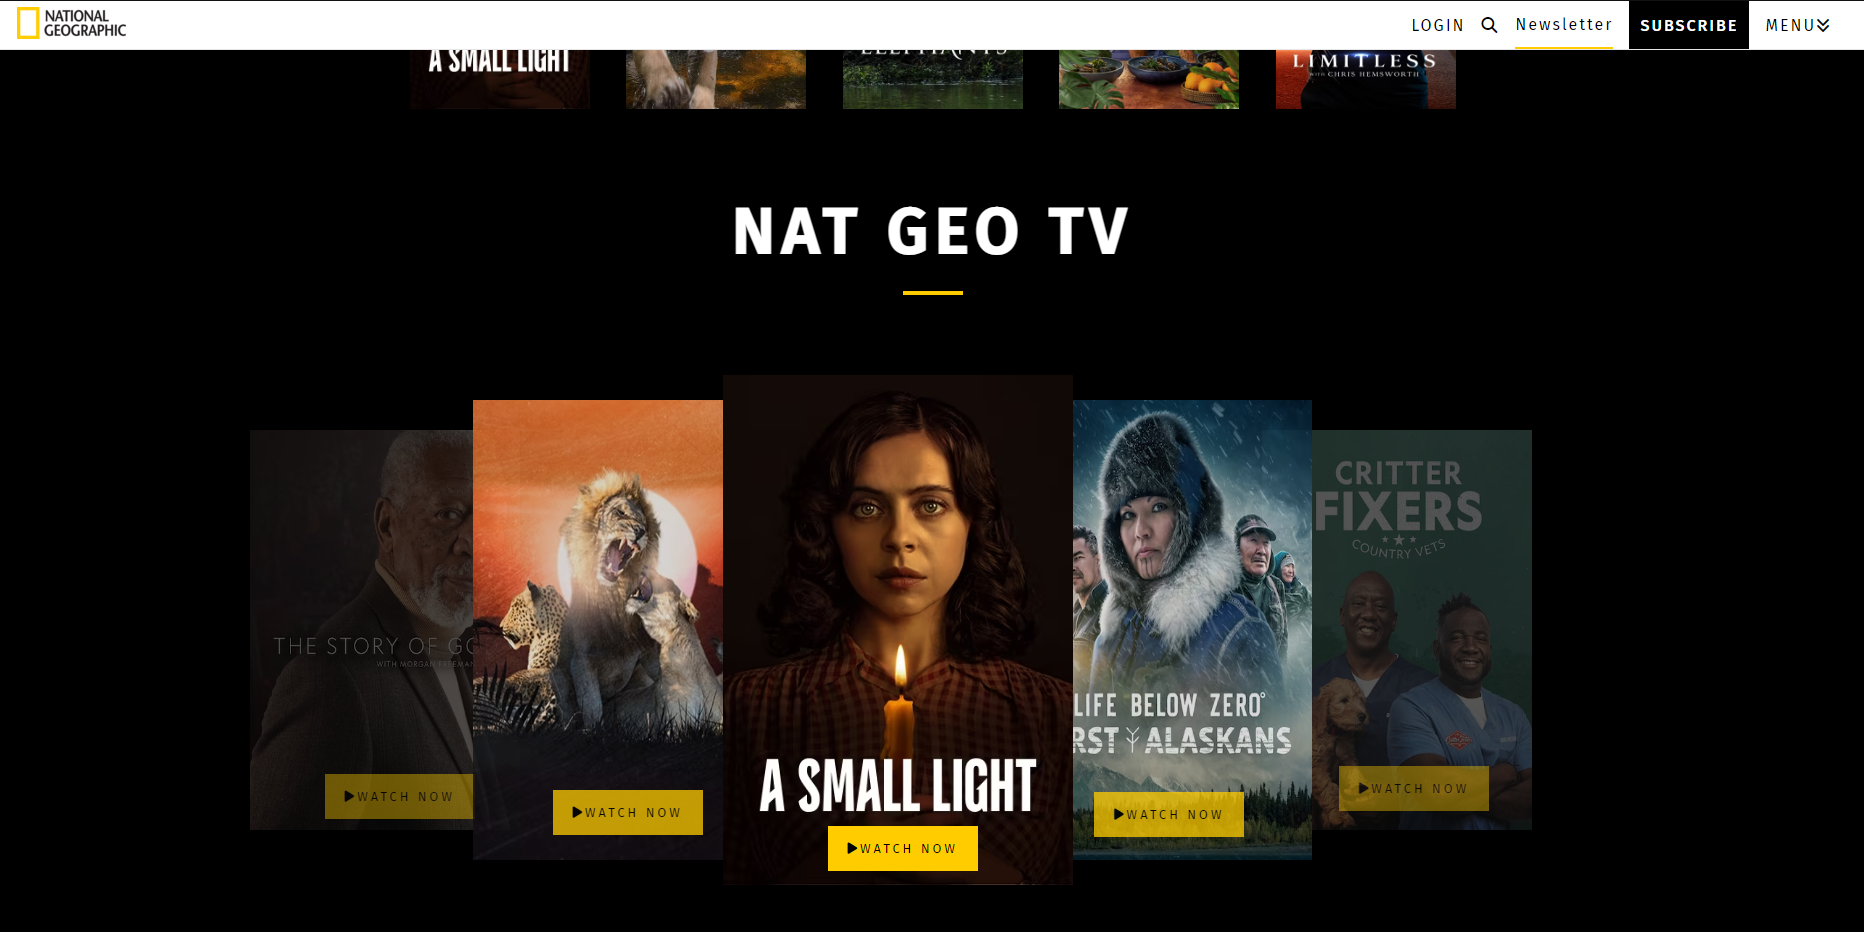 NATIONAL
GEOGRAPHIC
LOGIN
Newsletter
SUBSCRIBE
MENU
A SMALL LIGHT
ELEPHANTS
LIMITLESS
WITH CHRIS HEMSWORTH
NAT GEO TV
THE STORY OF GO
WITH MORGAN FREEMAN
WATCH NOW
WATCH NOW
A SMALL LIGHT
WATCH NOW
LIFE BELOW ZERO°
RST ALASKANS
WATCH NOW
CRITTER
FIXERS
COUNTRY VETS
WATCH NOW